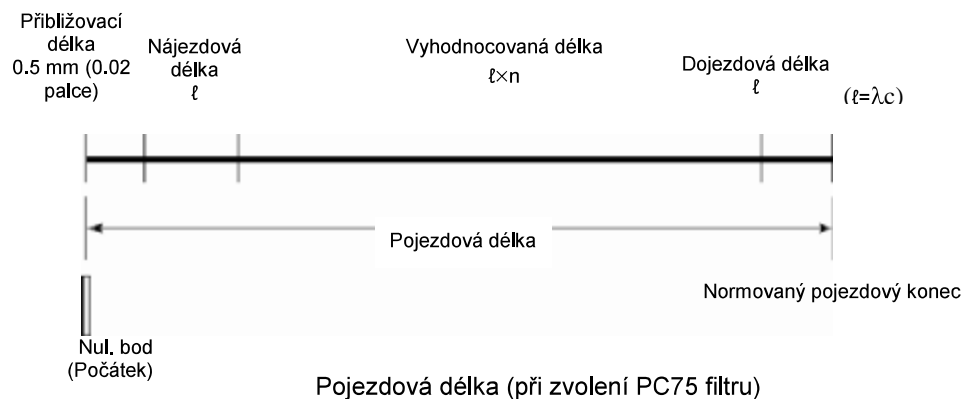 Přibližovací
délka
0.5 mm (0.02
palce)
Nájezdová
délka
ℓ
Vyhodnocovaná délka
ℓ×n
Dojezdová délka
ℓ
(ℓ=λc)
Pojezdová délka
Normovaný pojezdový konec
Nul. bod
(Počátek)
Pojezdová délka (při zvolení PC75 filtru)